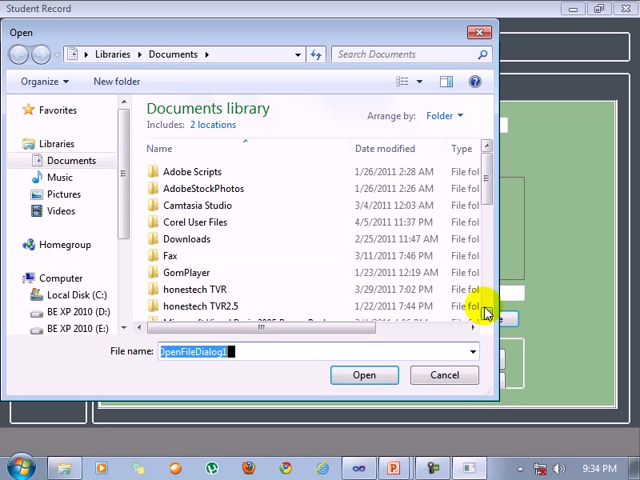 Student Record
Open
Libraries
Documents
Search Documents
Organize
New folder
Favorites
Libraries
Documents
Music
Pictures
Videos
Homegroup
Computer
Local Disk (C:)
BE XP 2010 (D:)
BE XP 2010 (E:)
Documents library
Includes: 2 locations
Arrange by: Folder
Name Date modified Type
Adobe Scripts 1/26/2011 2:28 AM File fol
AdobeStockPhotos 1/26/2011 2:26 AM File fol
Camtasia Studio 3/4/2011 12:03 AM File fol
Corel User Files 4/5/2011 11:37 PM File fol
Downloads 2/25/2011 11:47 AM File fol
Fax 3/11/2011 7:46 PM File fol
GomPlayer 1/23/2011 12:19 AM File fol
honestech TVR 3/29/2011 7:02 PM File fol
honestech TVR2.5 1/22/2011 7:44 PM File fol
File name: OpenFileDialog1
Open Cancel
9:34 PM